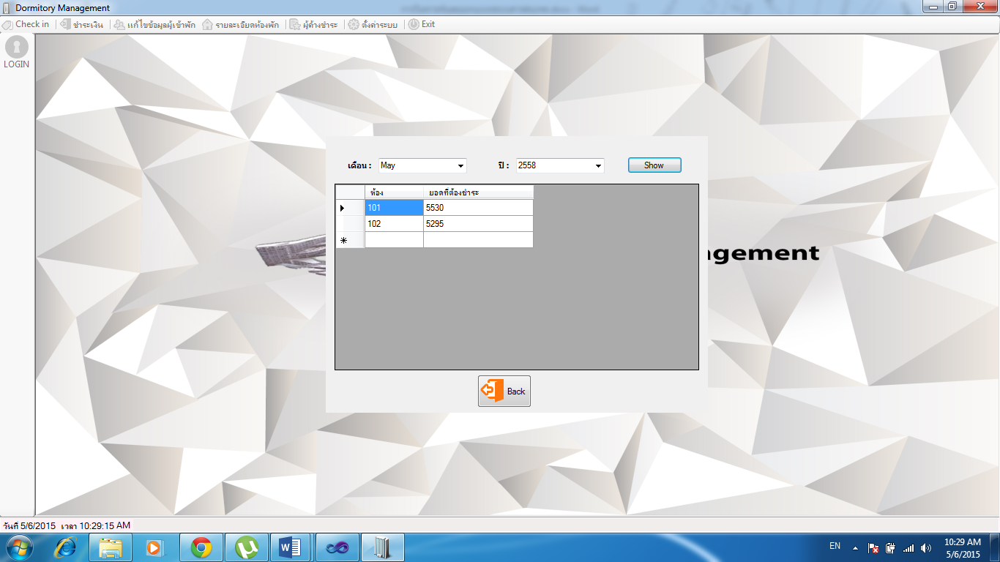 Dormitory Management
Check in ชำระเงิน แก้ไขข้อมูลผู้เข้าพัก รายละเอียดห้องพัก ผู้ค้างชำระ ตั้งค่าระบบ Exit
LOGIN
เดือน : May ปี : 2558 Show
ห้อง ยอดที่ต้องชำระ
101 5530
102 5295
agement
Back
วันที่ 5/6/2015 เวลา 10:29:15 AM
EN 10:29 AM
5/6/2015